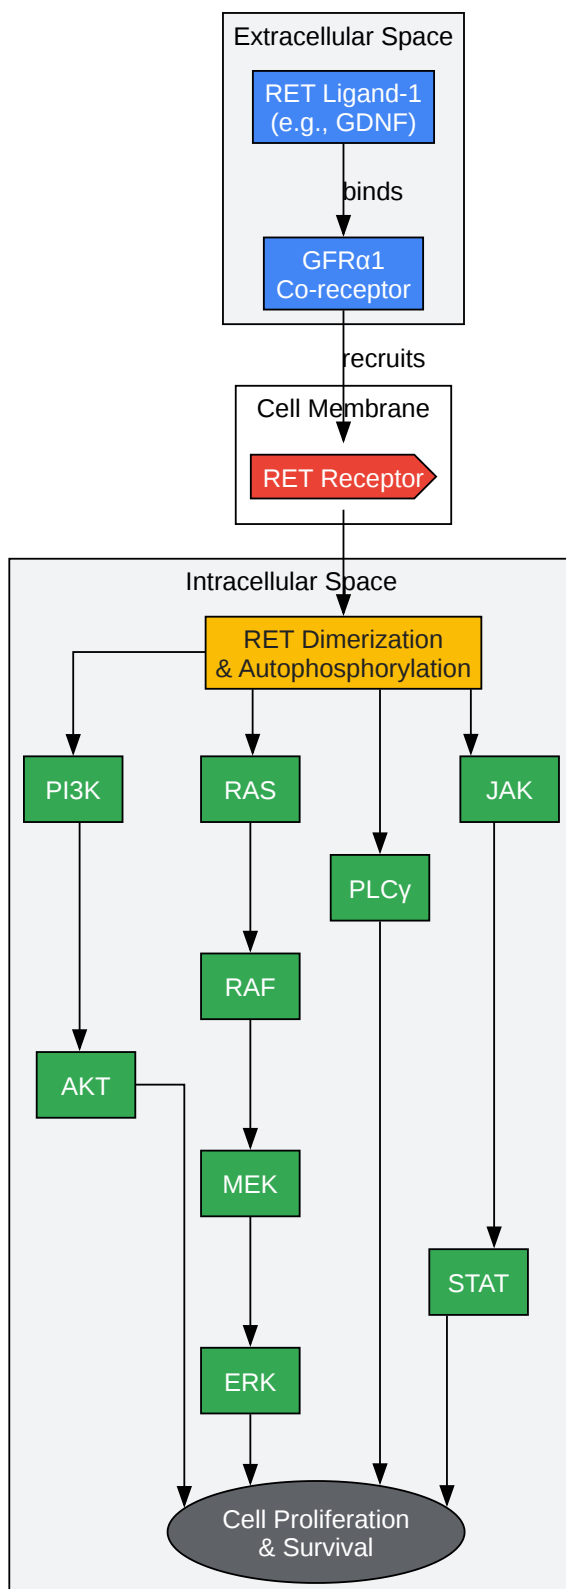 Extracellular Space
RET Ligand-1
(e.g., GDNF)
binds
GFRα1
Co-receptor
recruits
Cell Membrane
RET Receptor
Intracellular Space
RET Dimerization
& Autophosphorylation
PI3K
RAS
JAK
PLCγ
RAF
AKT
MEK
STAT
ERK
Cell Proliferation
& Survival